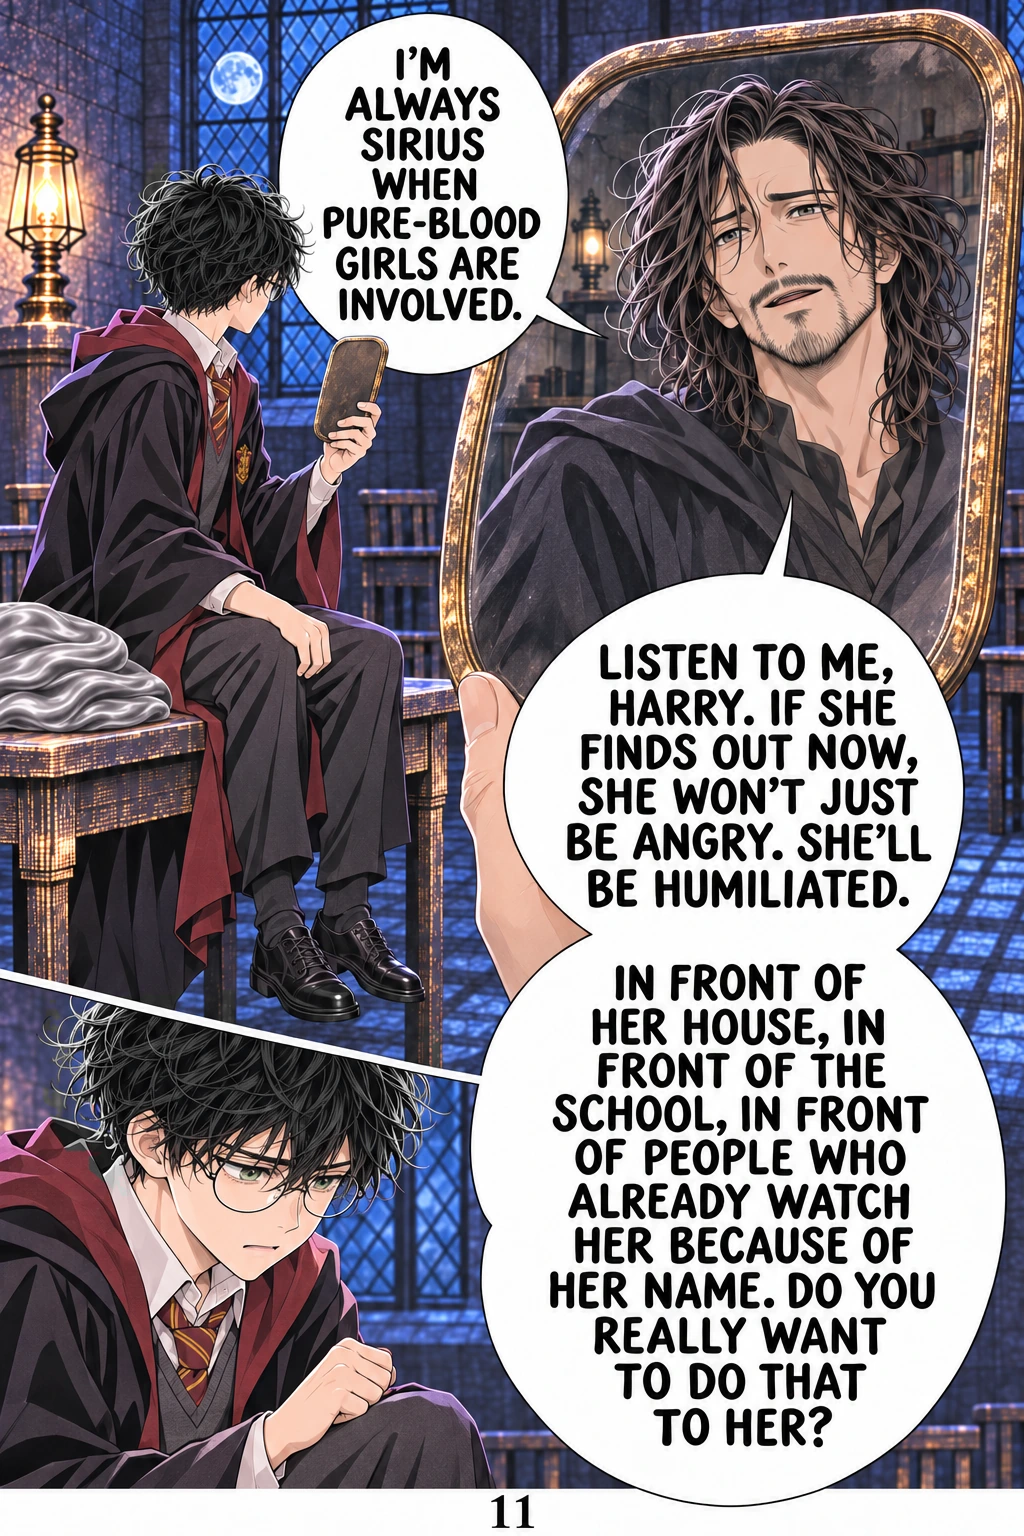 I'M
ALWAYS
SIRIUS
WHEN
PURE-BLOOD
GIRLS ARE
INVOLVED.
LISTEN TO ME,
HARRY. IF SHE
FINDS OUT NOW,
SHE WON'T JUST
BE ANGRY. SHE'LL
BE HUMILIATED.
IN FRONT OF
HER HOUSE, IN
FRONT OF THE
SCHOOL, IN FRONT
OF PEOPLE WHO
ALREADY WATCH
HER BECAUSE OF
HER NAME. DO YOU
REALLY WANT
TO DO THAT
TO HER?
11